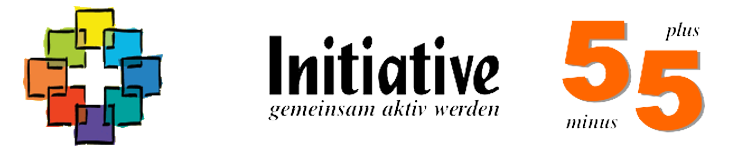 Initiative
gemeinsam aktiv werden
55
plus
minus